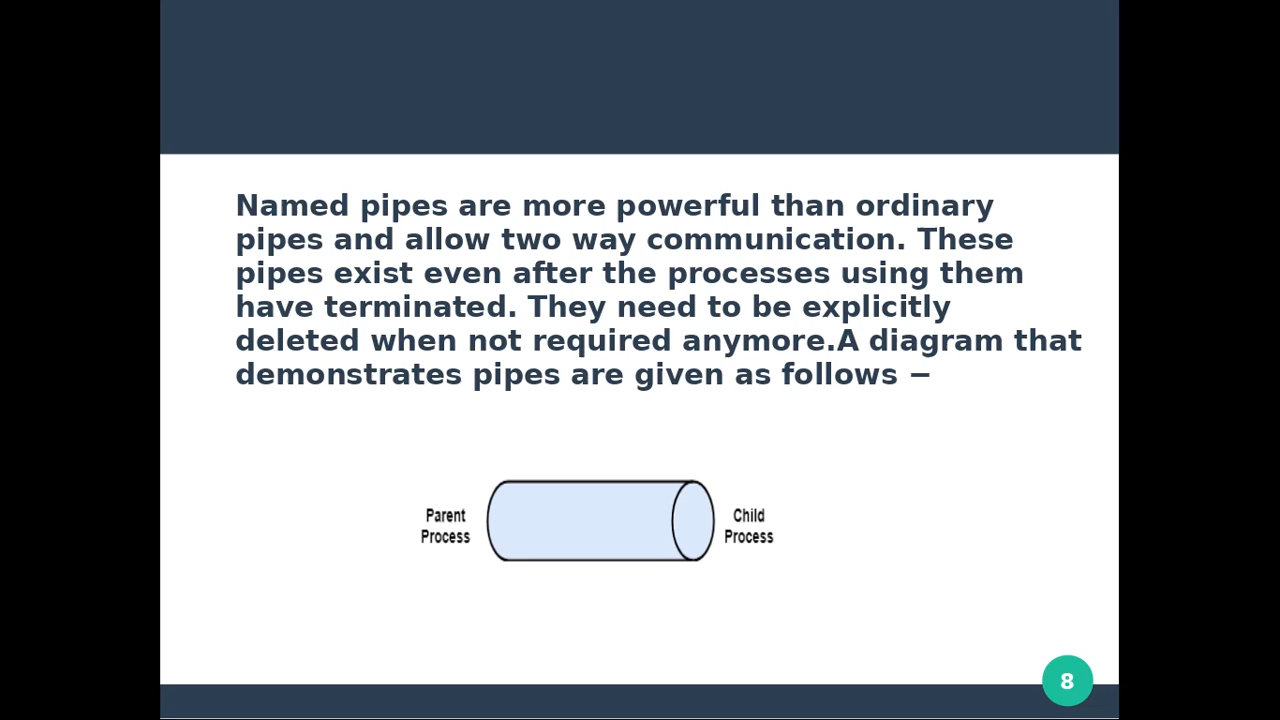 Named pipes are more powerful than ordinary
pipes and allow two way communication. These
pipes exist even after the processes using them
have terminated. They need to be explicitly
deleted when not required anymore.A diagram that
demonstrates pipes are given as follows −
Parent
Process
Child
Process
8